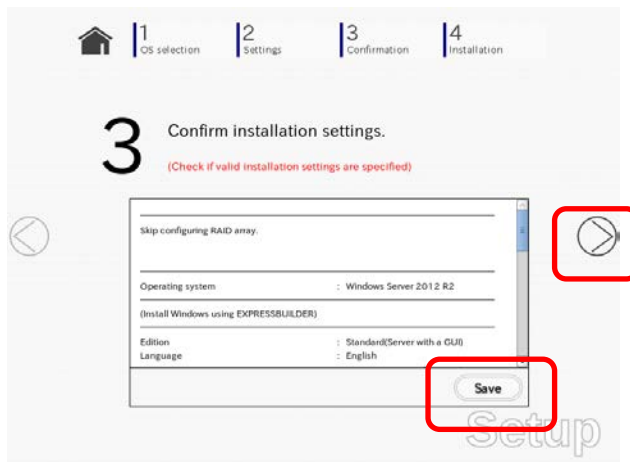 1 2 3 4
OS selection Settings Confirmation Installation
3 Confirm installation settings.
(Check if valid installation settings are specified)
Skip configuring RAID array.
Operating system : Windows Server 2012 R2
(Install Windows using EXPRESSBUILDER)
Edition : Standard(Server with a GUI)
Language : English
Save
Setup